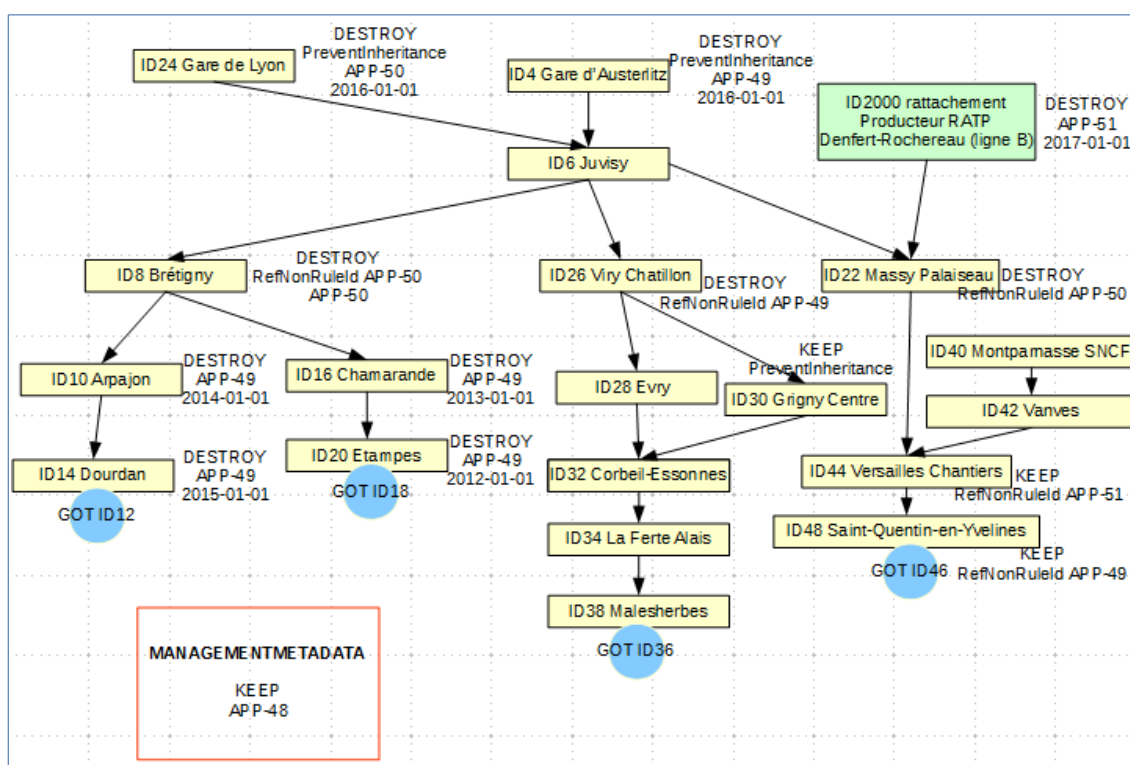 DESTROY
PreventInheritance
APP-50
2016-01-01
ID24 Gare de Lyon
DESTROY
PreventInheritance
APP-49
2016-01-01
ID4 Gare d'Austerlitz
ID2000 rattachement
Producteur RATP
Denfert-Rochereau (ligne B)
DESTROY
APP-51
2017-01-01
ID6 Juvisy
ID8 Brétigny
DESTROY
RefNonRuleId APP-50
APP-50
ID26 Viry Chatillon
DESTROY
RefNonRuleId APP-49
ID22 Massy Palaiseau
DESTROY
RefNonRuleId APP-50
ID10 Arpajon
DESTROY
APP-49
2014-01-01
ID16 Chamarande
DESTROY
APP-49
2013-01-01
ID28 Evry
KEEP
PreventInheritance
ID30 Grigny Centre
ID40 Montparnasse SNCF
ID42 Vanves
ID14 Dourdan
DESTROY
APP-49
2015-01-01
GOT ID12
ID20 Etampes
DESTROY
APP-49
2012-01-01
GOT ID18
ID32 Corbeil-Essonnes
ID44 Versailles Chantiers
KEEP
RefNonRuleId APP-51
ID34 La Ferte Alais
ID48 Saint-Quentin-en-Yvelines
KEEP
RefNonRuleId APP-49
GOT ID46
ID38 Malesherbes
GOT ID36
MANAGEMENTMETADATA
KEEP
APP-48